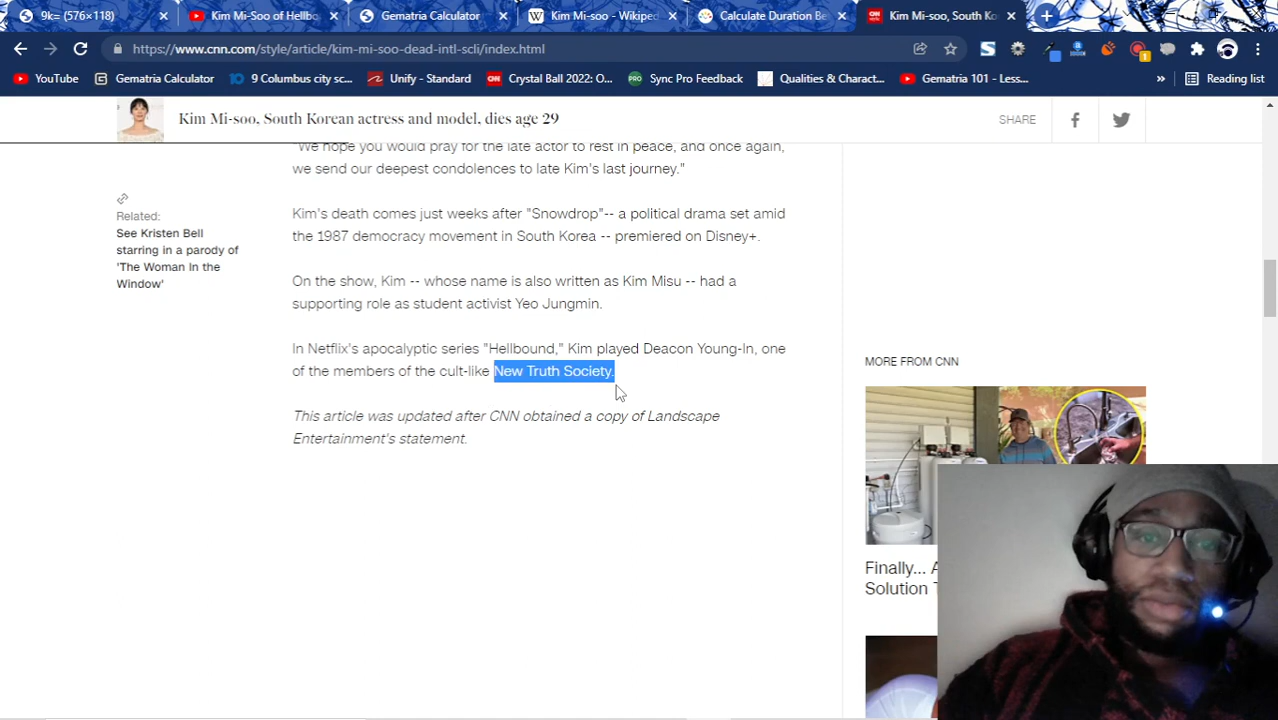 9k= (576×118)
Kim Mi-Soo of Hellbo
Gematria Calculator
Kim Mi-soo - Wikiped
Calculate Duration Be
Kim Mi-soo, South Ko
https://www.cnn.com/style/article/kim-mi-soo-dead-intl-scli/index.html
YouTube
Gematria Calculator
9 Columbus city sc...
Unify - Standard
Crystal Ball 2022: O...
Sync Pro Feedback
Qualities & Charact...
Gematria 101 - Less...
»
Reading list
Kim Mi-soo, South Korean actress and model, dies age 29
SHARE
"We hope you would pray for the late actor to rest in peace, and once again,
we send our deepest condolences to late Kim's last journey."
Related:
See Kristen Bell
starring in a parody of
'The Woman In the
Window'
Kim's death comes just weeks after "Snowdrop"-- a political drama set amid
the 1987 democracy movement in South Korea -- premiered on Disney+.
On the show, Kim -- whose name is also written as Kim Misu -- had a
supporting role as student activist Yeo Jungmin.
In Netflix's apocalyptic series "Hellbound," Kim played Deacon Young-In, one
of the members of the cult-like New Truth Society.
This article was updated after CNN obtained a copy of Landscape
Entertainment's statement.
MORE FROM CNN
Finally... A
Solution T